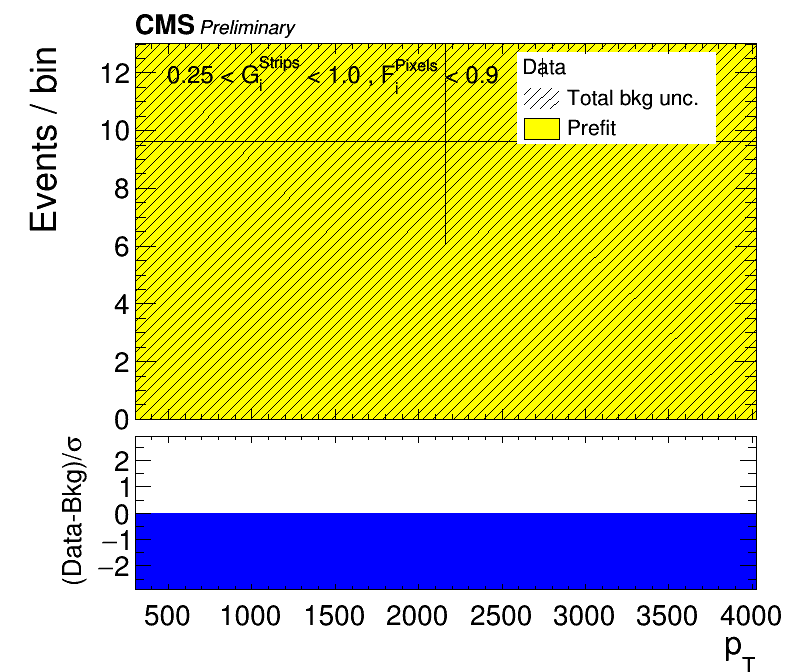 CMS Preliminary
Events / bin
0.25 < G_i^Strips < 1.0 , F_i^Pixels < 0.9
Data
Total bkg unc.
Prefit
12
10
8
6
4
2
0
(Data-Bkg)/σ
2
1
0
−1
−2
500 1000 1500 2000 2500 3000 3500 4000
p_T